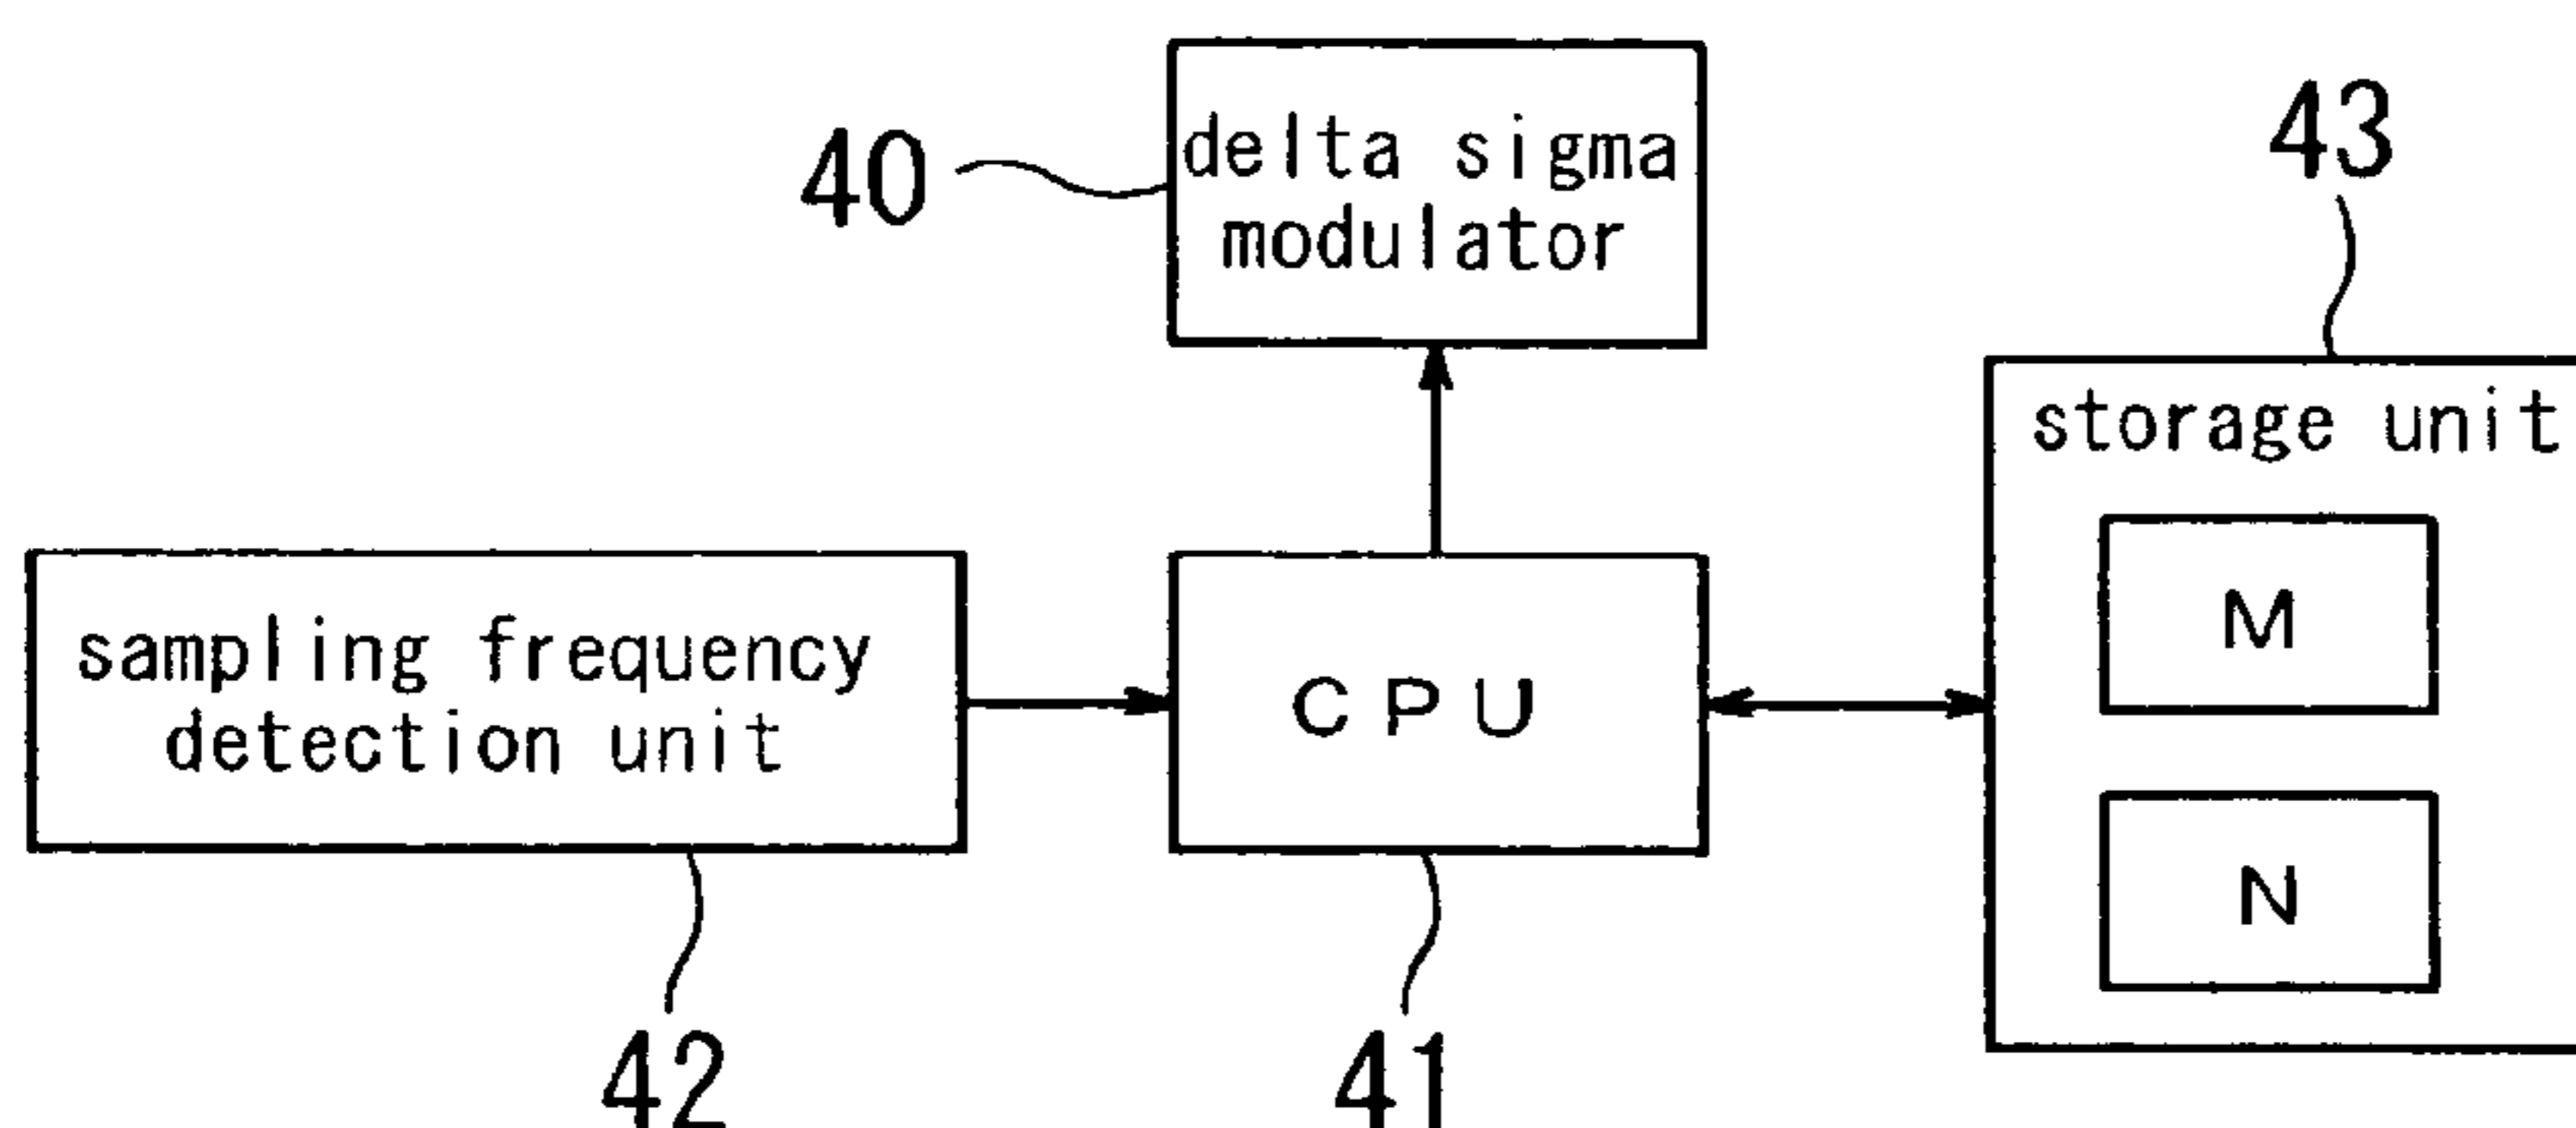 40
delta sigma
modulator
43
storage unit
M
N
sampling frequency
detection unit
CPU
42
41